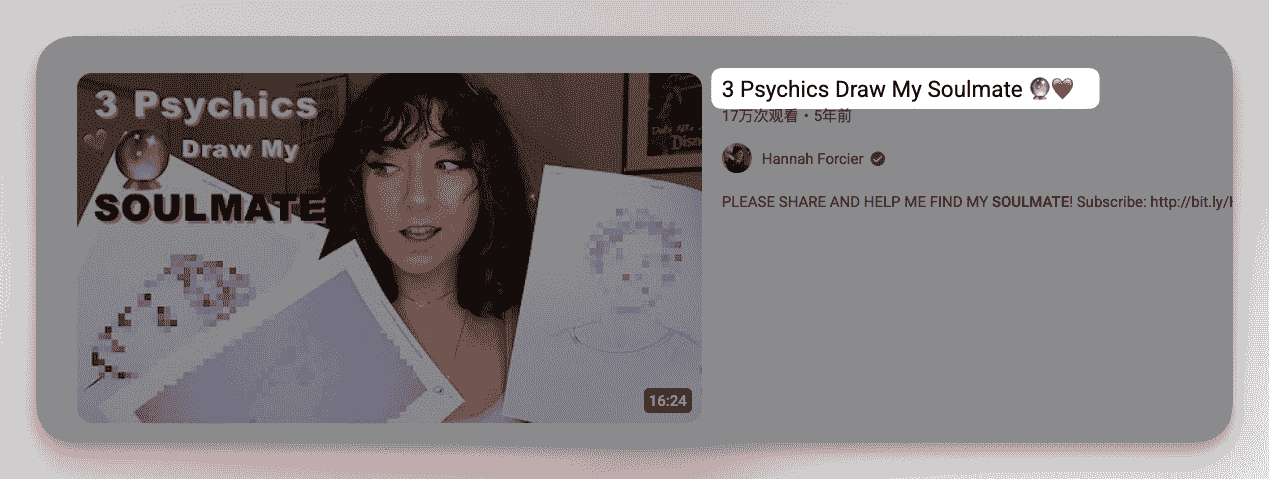 3 Psychics
Draw My
SOULMATE
16:24
3 Psychics Draw My Soulmate 🔮🤎
17万次观看・5年前
Hannah Forcier
PLEASE SHARE AND HELP ME FIND MY SOULMATE! Subscribe: http://bit.ly/